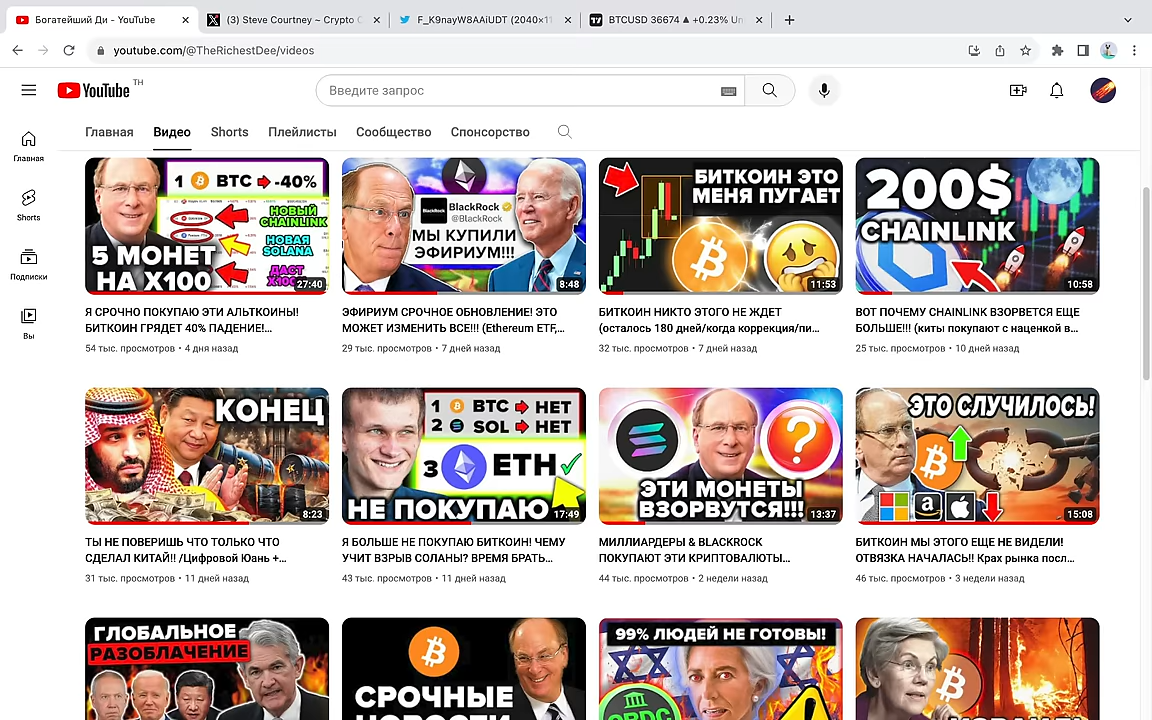 Богатейший Ди - YouTube
(3) Steve Courtney ~ Crypto C
F_K9nayW8AAiUDT (2040×11
BTCUSD 36674 ▲ +0.23% Un
youtube.com/@TheRichestDee/videos
YouTube TH
Введите запрос
Главная
Shorts
Подписки
Вы
Главная Видео Shorts Плейлисты Сообщество Спонсорство
1 BTC -40%
НОВЫЙ
CHAINLINK
НОВАЯ
SOLANA
ДАСТ
5 МОНЕТ
НА X100
27:40
Я СРОЧНО ПОКУПАЮ ЭТИ АЛЬТКОИНЫ!
БИТКОИН ГРЯДЕТ 40% ПАДЕНИЕ!...
54 тыс. просмотров • 4 дня назад
BlackRock
BlackRock
@BlackRock
МЫ КУПИЛИ
ЭФИРИУМ!!!
8:48
ЭФИРИУМ СРОЧНОЕ ОБНОВЛЕНИЕ! ЭТО
МОЖЕТ ИЗМЕНИТЬ ВСЕ!!! (Ethereum ETF,...
29 тыс. просмотров • 7 дней назад
БИТКОИН ЭТО
МЕНЯ ПУГАЕТ
11:53
БИТКОИН НИКТО ЭТОГО НЕ ЖДЕТ
(осталось 180 дней/когда коррекция/пи...
32 тыс. просмотров • 7 дней назад
200$
CHAINLINK
10:58
ВОТ ПОЧЕМУ CHAINLINK ВЗОРВЕТСЯ ЕЩЕ
БОЛЬШЕ!!! (киты покупают с наценкой в...
25 тыс. просмотров • 10 дней назад
КОНЕЦ
8:23
ТЫ НЕ ПОВЕРИШЬ ЧТО ТОЛЬКО ЧТО
СДЕЛАЛ КИТАЙ!! /Цифровой Юань +...
31 тыс. просмотров • 11 дней назад
1 BTC НЕТ
2 SOL НЕТ
3 ETH
НЕ ПОКУПАЮ
17:49
Я БОЛЬШЕ НЕ ПОКУПАЮ БИТКОИН! ЧЕМУ
УЧИТ ВЗРЫВ СОЛАНЫ? ВРЕМЯ БРАТЬ...
43 тыс. просмотров • 11 дней назад
ЭТИ МОНЕТЫ
ВЗОРВУТСЯ!!!
13:37
МИЛЛИАРДЕРЫ & BLACKROCK
ПОКУПАЮТ ЭТИ КРИПТОВАЛЮТЫ...
44 тыс. просмотров • 2 недели назад
ЭТО СЛУЧИЛОСЬ!
15:08
БИТКОИН МЫ ЭТОГО ЕЩЕ НЕ ВИДЕЛИ!
ОТВЯЗКА НАЧАЛАСЬ!! Крах рынка посл...
46 тыс. просмотров • 3 недели назад
ГЛОБАЛЬНОЕ
РАЗОБЛАЧЕНИЕ
СРОЧНЫЕ
НОВОСТИ
99% ЛЮДЕЙ НЕ ГОТОВЫ!
CBDC